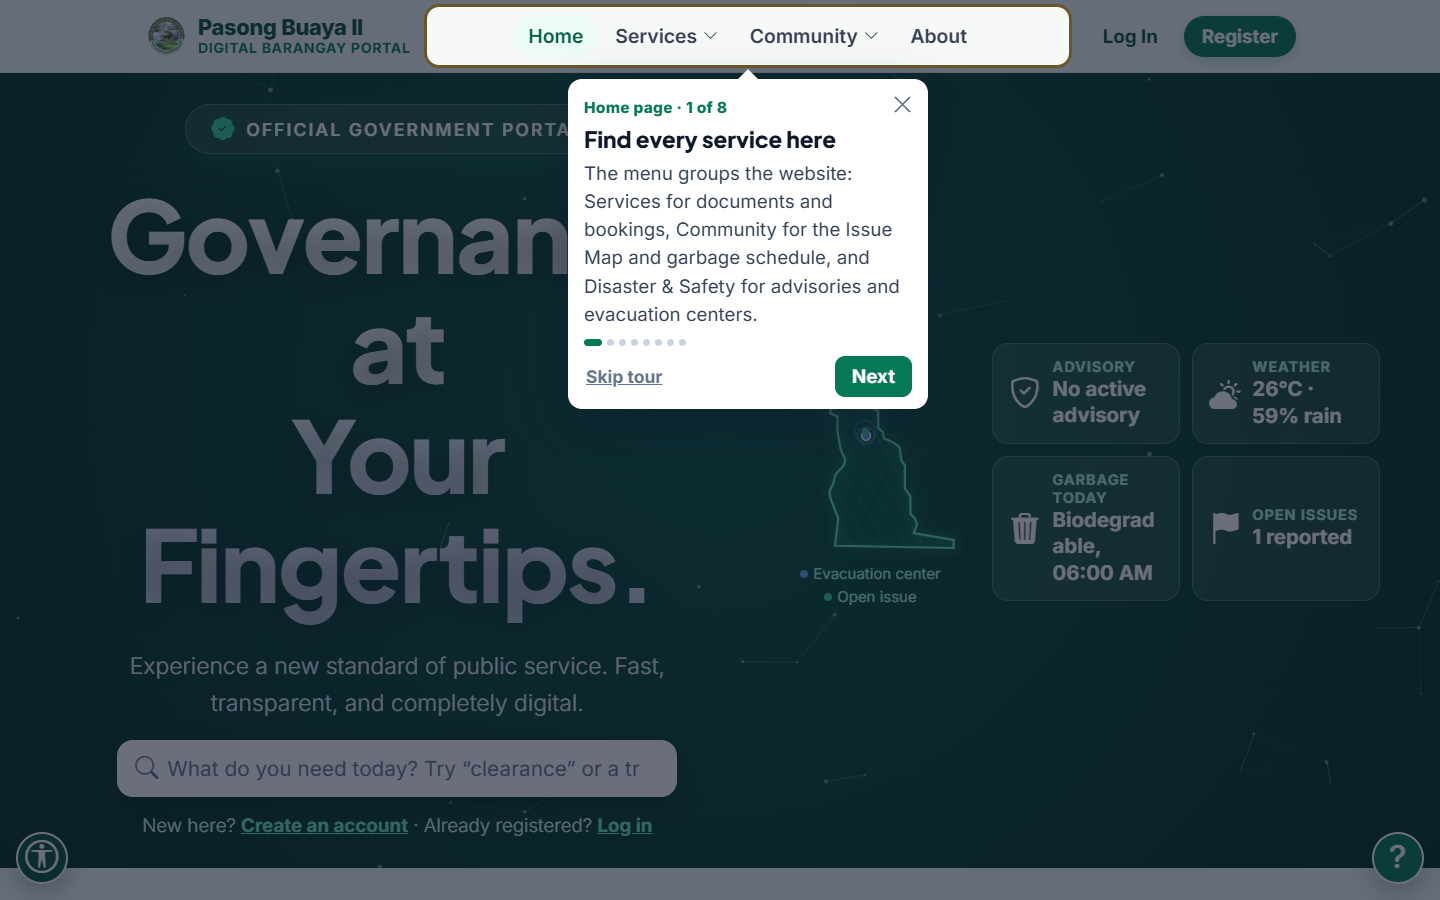 Pasong Buaya II
DIGITAL BARANGAY PORTAL
Home
Services
Community
About
Log In
Register
OFFICIAL GOVERNMENT PORTA
Home page · 1 of 8
Find every service here
The menu groups the website:
Services for documents and
bookings, Community for the Issue
Map and garbage schedule, and
Disaster & Safety for advisories and
evacuation centers.
Skip tour
Next
Governan
at
Your
Fingertips.
Experience a new standard of public service. Fast,
transparent, and completely digital.
What do you need today? Try “clearance” or a tr
New here? Create an account · Already registered? Log in
Evacuation center
Open issue
ADVISORY
No active
advisory
WEATHER
26°C ·
59% rain
GARBAGE
TODAY
Biodegrad
able,
06:00 AM
OPEN ISSUES
1 reported
?